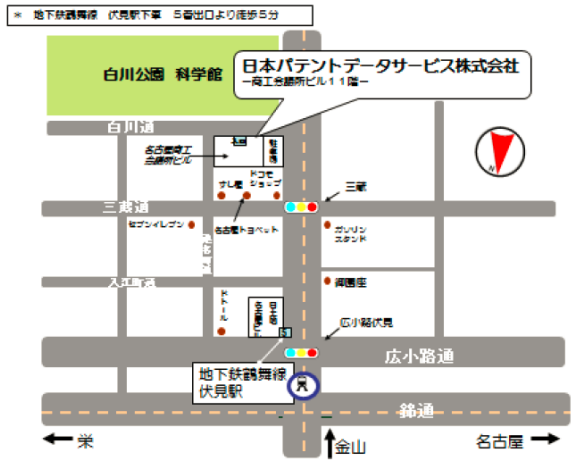 ＊ 地下鉄鶴舞線 伏見駅下車 5番出口より徒歩5分
白川公園 科学館
日本パテントデータサービス株式会社
ー商工会議所ビル１１階ー
白川通
名古屋商工
会議所ビル
駐車場
すし屋
ドコモ
ショップ
三蔵
三蔵通
セブンイレブン
名古屋トヨペット
ガソリン
スタンド
入江町通
ドトール
御園座
広小路伏見
広小路通
地下鉄鶴舞線
伏見駅
錦通
栄
金山
名古屋
N